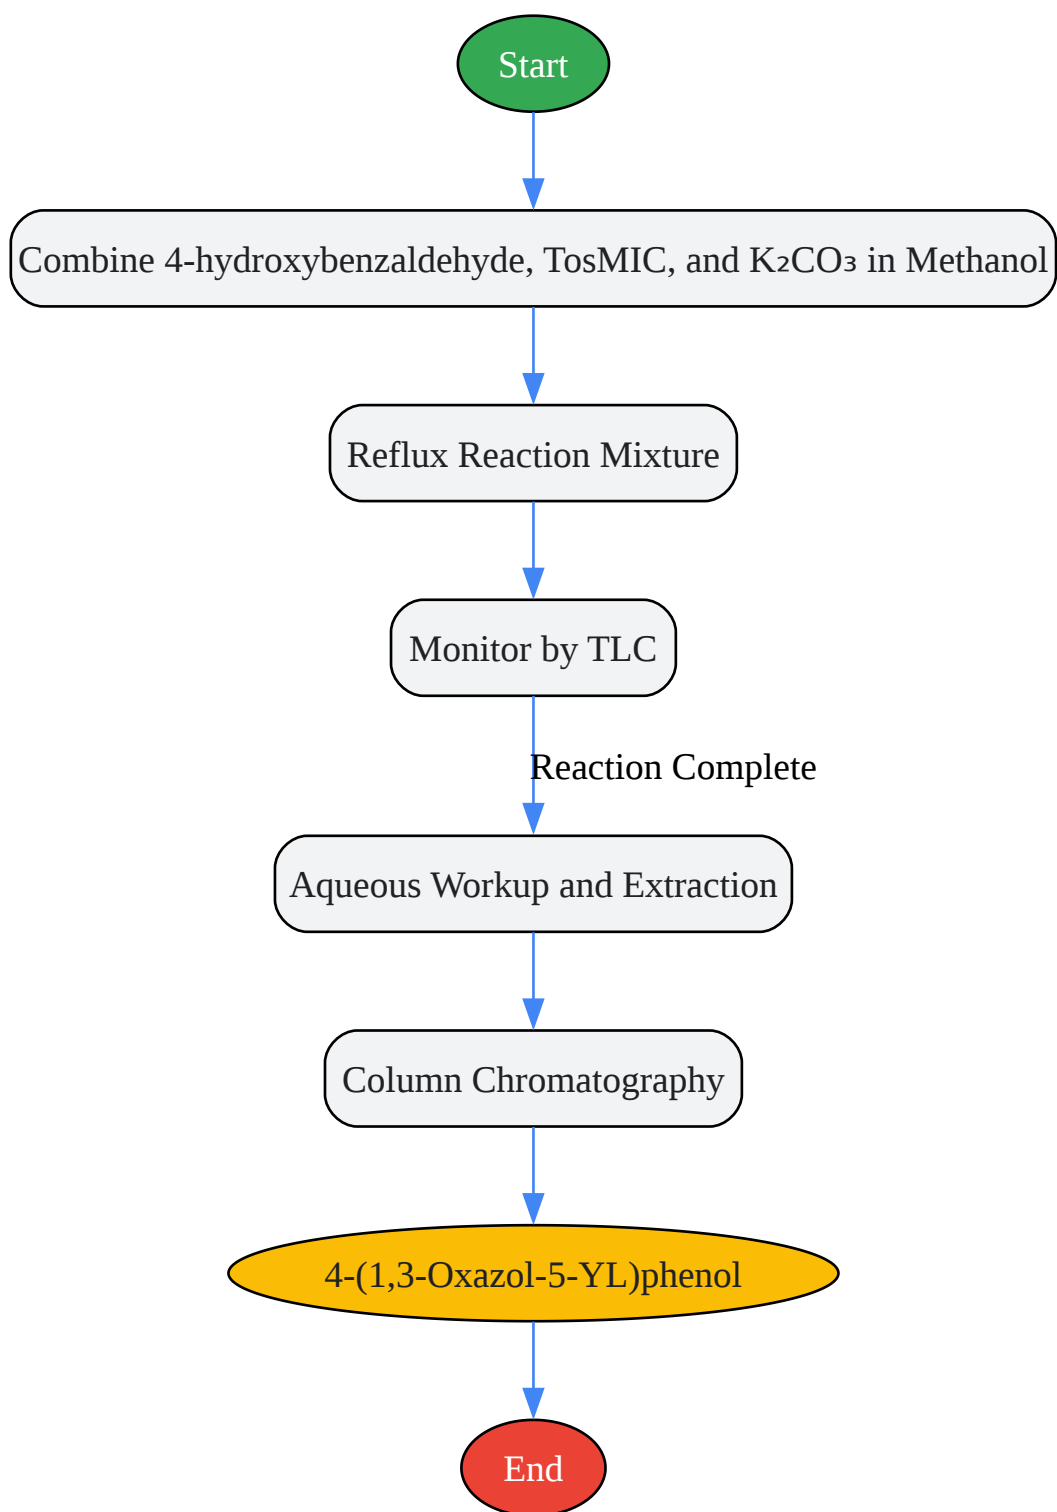 Start
Combine 4-hydroxybenzaldehyde, TosMIC, and K₂CO₃ in Methanol
Reflux Reaction Mixture
Monitor by TLC
Reaction Complete
Aqueous Workup and Extraction
Column Chromatography
4-(1,3-Oxazol-5-YL)phenol
End